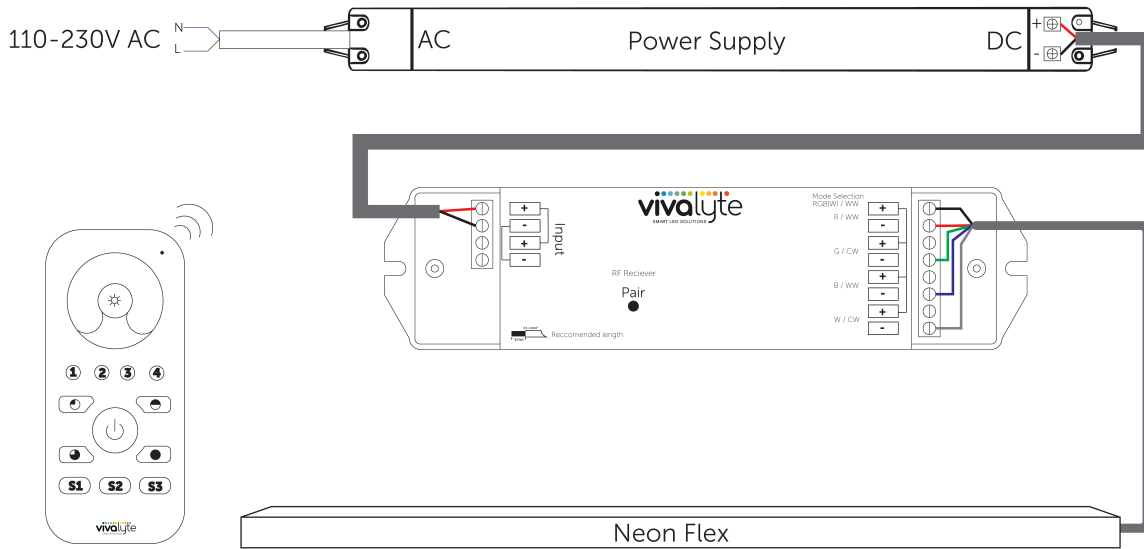 110-230V AC
N
L
AC
Power Supply
DC
+
-
vivalyte
SMART LED SOLUTIONS
Input
+
-
+
-
RF Reciever
Pair
Reccomended length
Mode Selection
RGB(W) / WW
R / WW
G / CW
B / WW
W / CW
+
-
+
-
+
-
+
-
1
2
3
4
S1
S2
S3
vivalyte
Neon Flex